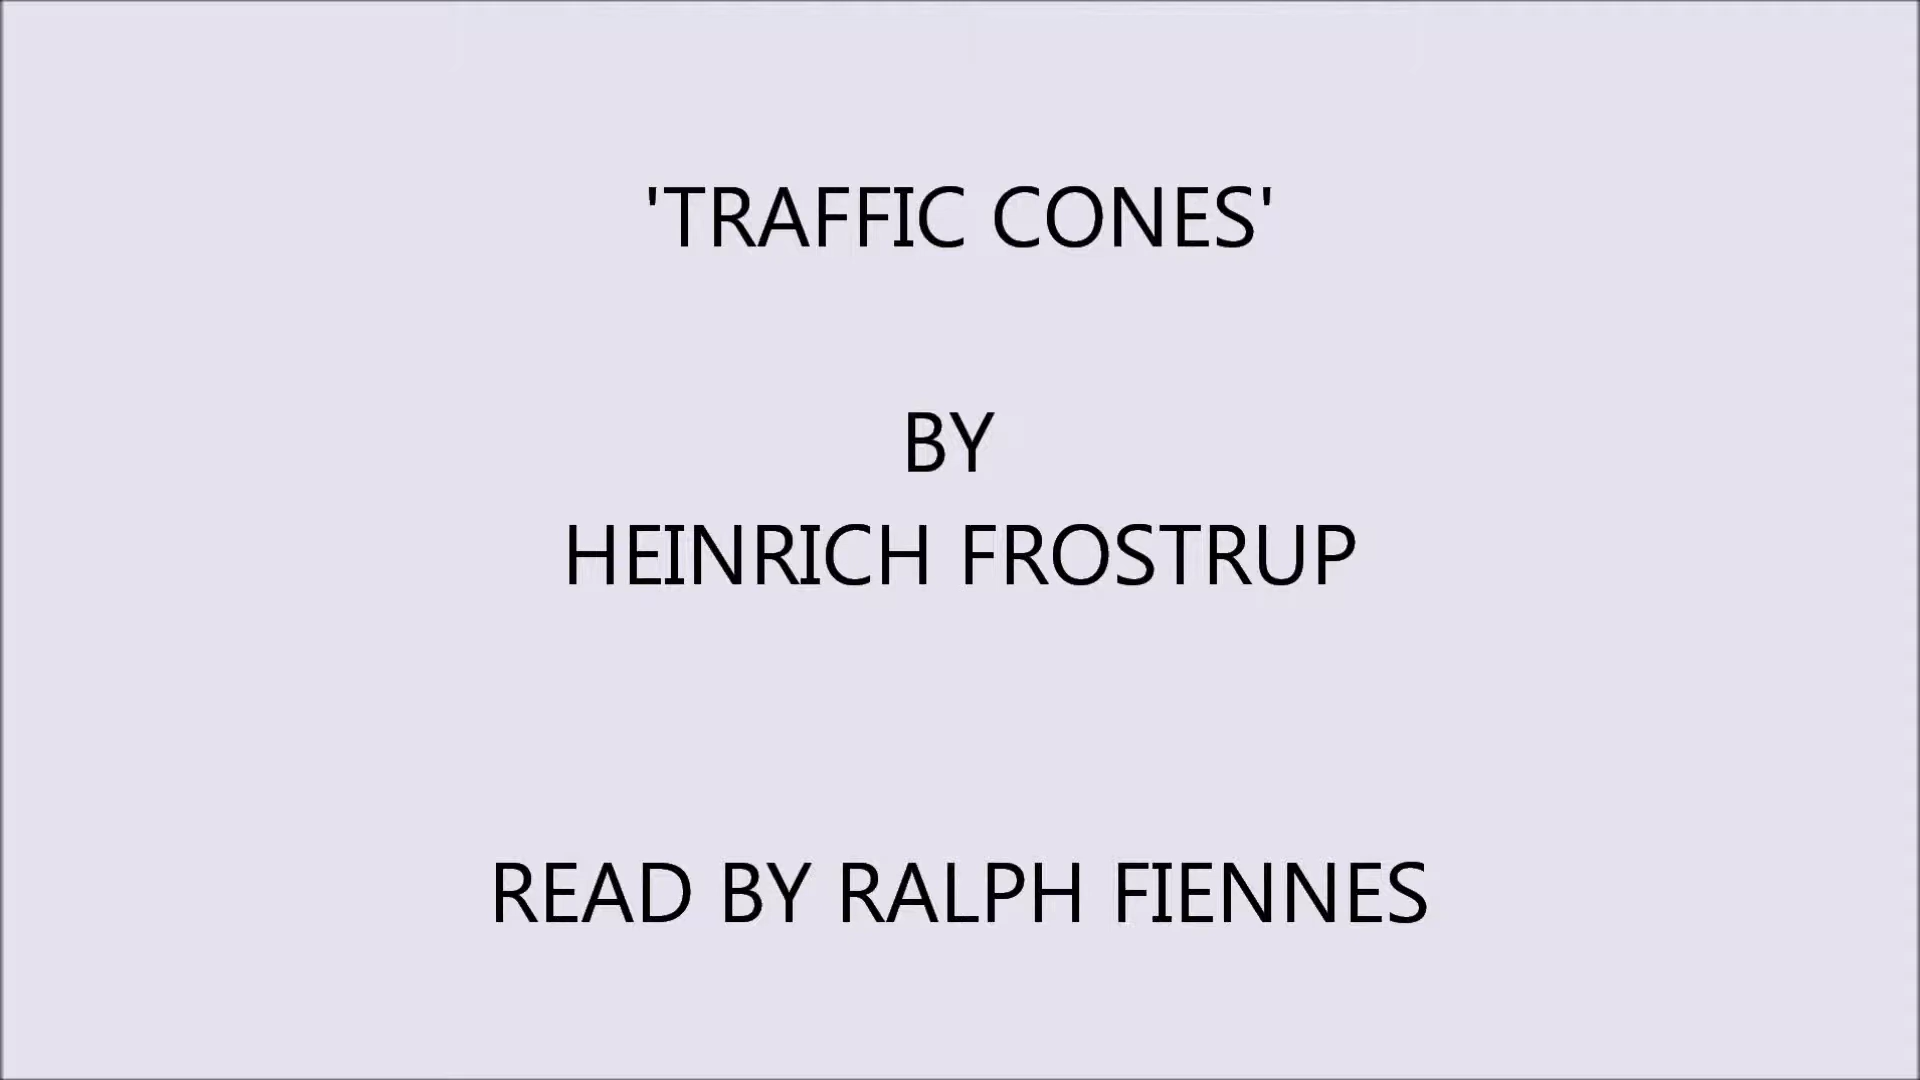 'TRAFFIC CONES'
BY
HEINRICH FROSTRUP
READ BY RALPH FIENNES